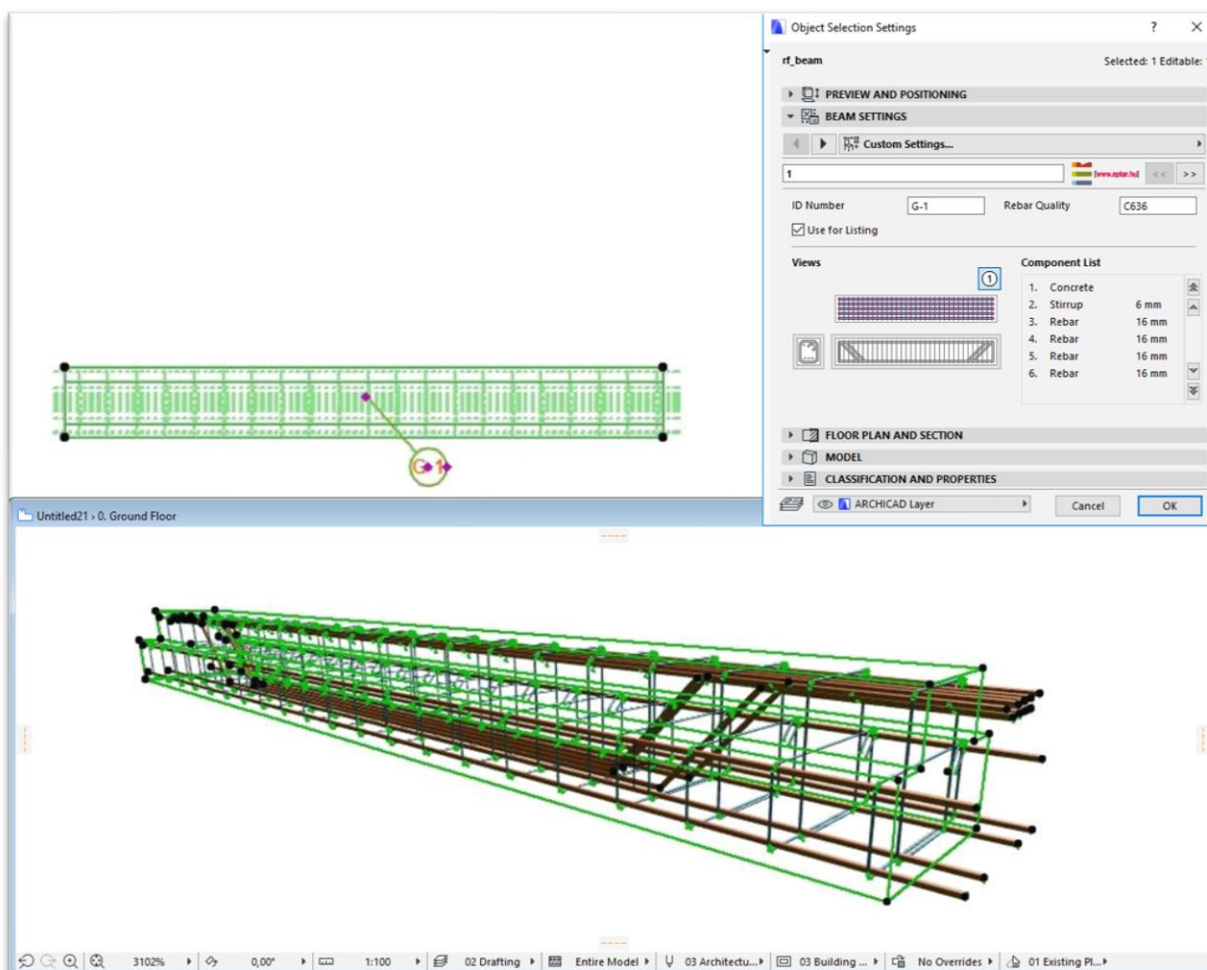 Object Selection Settings
?
rf_beam
Selected: 1 Editable:
PREVIEW AND POSITIONING
BEAM SETTINGS
Custom Settings...
1
[www.eptar.hu]
<<
>>
ID Number
G-1
Rebar Quality
C636
Use for Listing
Views
1
Component List
1. Concrete
2. Stirrup 6 mm
3. Rebar 16 mm
4. Rebar 16 mm
5. Rebar 16 mm
6. Rebar 16 mm
FLOOR PLAN AND SECTION
MODEL
CLASSIFICATION AND PROPERTIES
ARCHICAD Layer
Cancel
OK
G-1
Untitled21 › 0. Ground Floor
3102%
0,00°
1:100
02 Drafting
Entire Model
03 Architectu...
03 Building ...
No Overrides
01 Existing Pl...